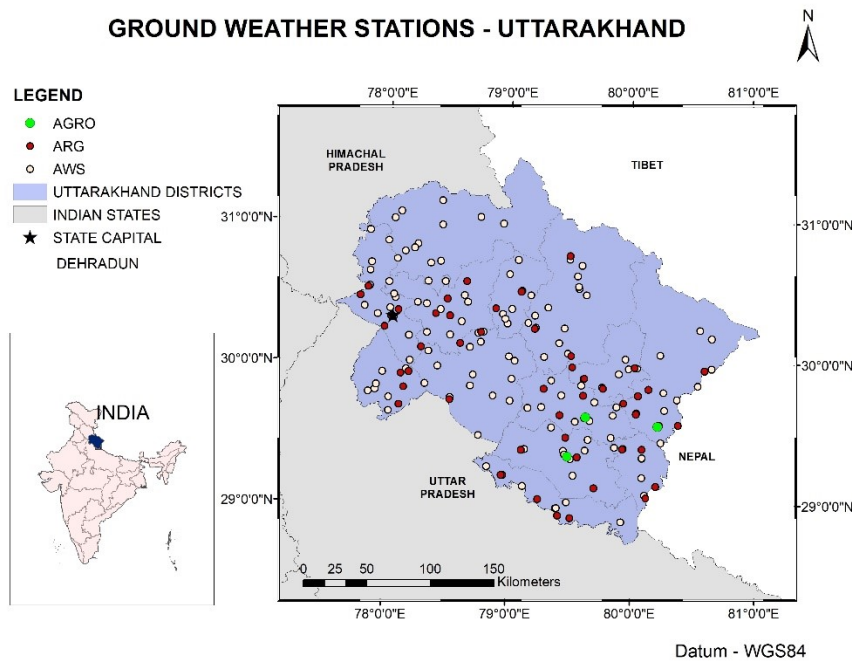 GROUND WEATHER STATIONS - UTTARAKHAND
N
LEGEND
AGRO
ARG
AWS
UTTARAKHAND DISTRICTS
INDIAN STATES
STATE CAPITAL
DEHRADUN
78°0'0"E 79°0'0"E 80°0'0"E 81°0'0"E
HIMACHAL
PRADESH
TIBET
31°0'0"N 31°0'0"N
30°0'0"N 30°0'0"N
INDIA
UTTAR
PRADESH
NEPAL
29°0'0"N 29°0'0"N
0 25 50 100 150
Kilometers
78°0'0"E 79°0'0"E 80°0'0"E 81°0'0"E
Datum - WGS84